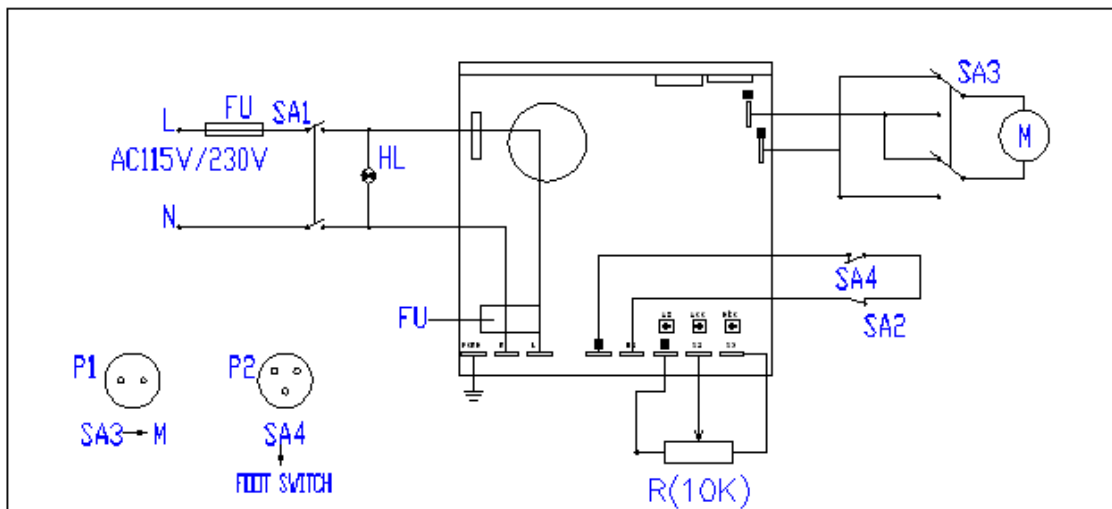 FU
SA1
SA3
L
AC115V/230V
HL
M
N
SA4
SA2
FU
N
L
P1
P2
SA3
M
SA4
FOOT SWITCH
R(10K)